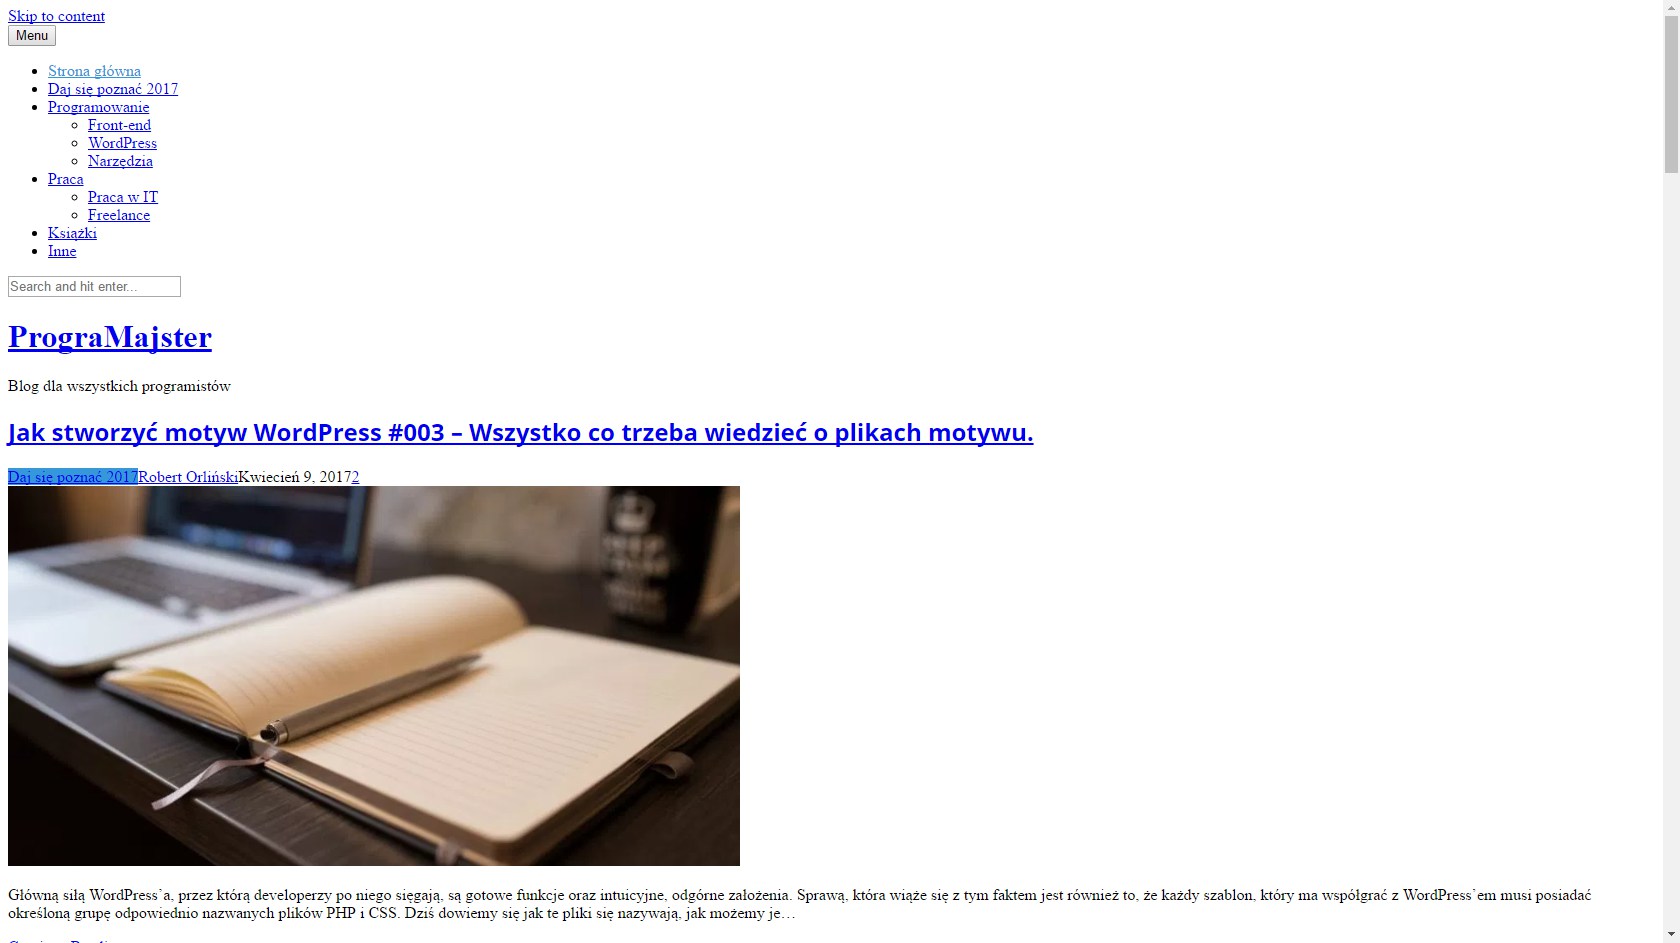 Skip to content
Menu
Strona główna
Daj się poznać 2017
Programowanie
Front-end
WordPress
Narzędzia
Praca
Praca w IT
Freelance
Książki
Inne
Search and hit enter...
PrograMajster
Blog dla wszystkich programistów
Jak stworzyć motyw WordPress #003 – Wszystko co trzeba wiedzieć o plikach motywu.
Daj się poznać 2017Robert OrlińskiKwiecień 9, 20172
Główną siłą WordPress’a, przez którą developerzy po niego sięgają, są gotowe funkcje oraz intuicyjne, odgórne założenia. Sprawą, która wiąże się z tym faktem jest również to, że każdy szablon, który ma współgrać z WordPress’em musi posiadać
określoną grupę odpowiednio nazwanych plików PHP i CSS. Dziś dowiemy się jak te pliki się nazywają, jak możemy je…